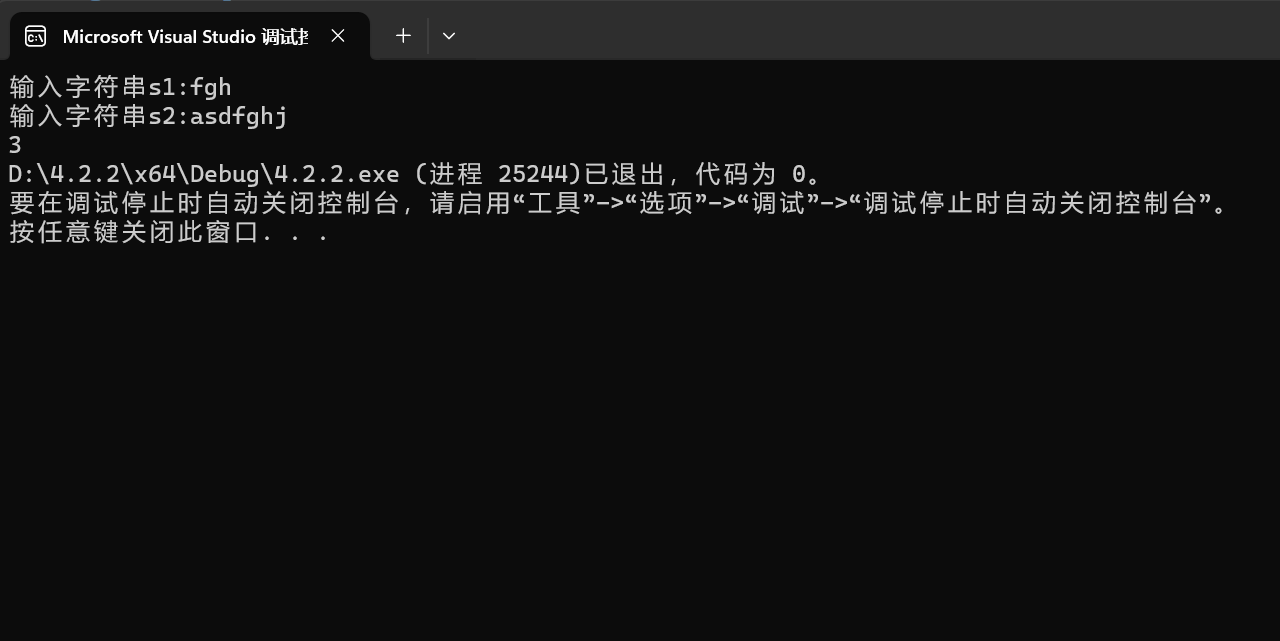 Microsoft Visual Studio 调试
输入字符串s1:fgh
输入字符串s2:asdfghj
3
D:\4.2.2\x64\Debug\4.2.2.exe (进程 25244)已退出，代码为 0。
要在调试停止时自动关闭控制台，请启用“工具”->“选项”->“调试”->“调试停止时自动关闭控制台”。
按任意键关闭此窗口. . .